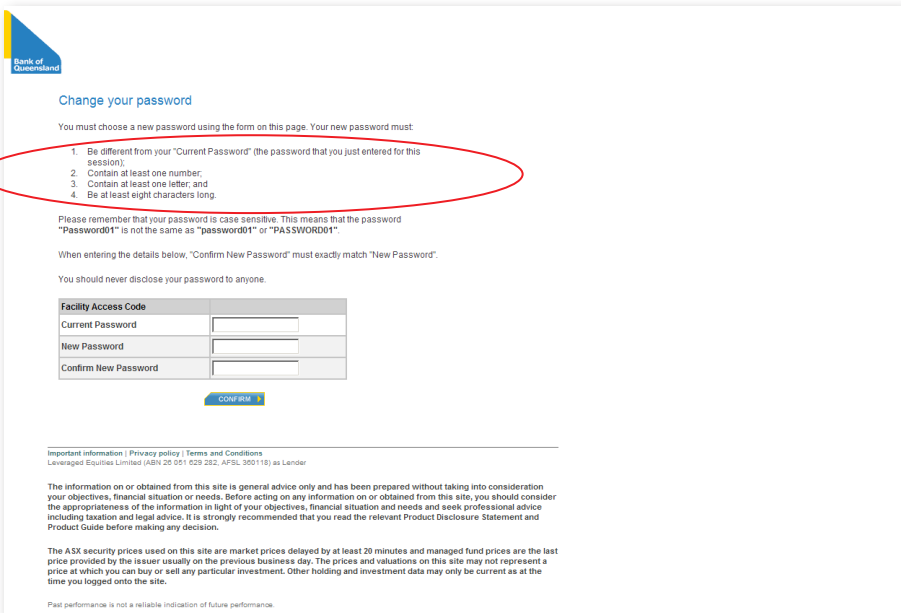 Bank of
Queensland
Change your password
You must choose a new password using the form on this page. Your new password must:
1. Be different from your "Current Password" (the password that you just entered for this
session);
2. Contain at least one number;
3. Contain at least one letter; and
4. Be at least eight characters long.
Please remember that your password is case sensitive. This means that the password
"Password01" is not the same as "password01" or "PASSWORD01".
When entering the details below, "Confirm New Password" must exactly match "New Password".
You should never disclose your password to anyone.
Facility Access Code
Current Password
New Password
Confirm New Password
CONFIRM
Important information | Privacy policy | Terms and Conditions
Leveraged Equities Limited (ABN 26 051 629 282, AFSL 360118) as Lender
The information on or obtained from this site is general advice only and has been prepared without taking into consideration
your objectives, financial situation or needs. Before acting on any information on or obtained from this site, you should consider
the appropriateness of the information in light of your objectives, financial situation and needs and seek professional advice
including taxation and legal advice. It is strongly recommended that you read the relevant Product Disclosure Statement and
Product Guide before making any decision.
The ASX security prices used on this site are market prices delayed by at least 20 minutes and managed fund prices are the last
price provided by the issuer usually on the previous business day. The prices and valuations on this site may not represent a
price at which you can buy or sell any particular investment. Other holding and investment data may only be current as at the
time you logged onto the site.
Past performance is not a reliable indication of future performance.